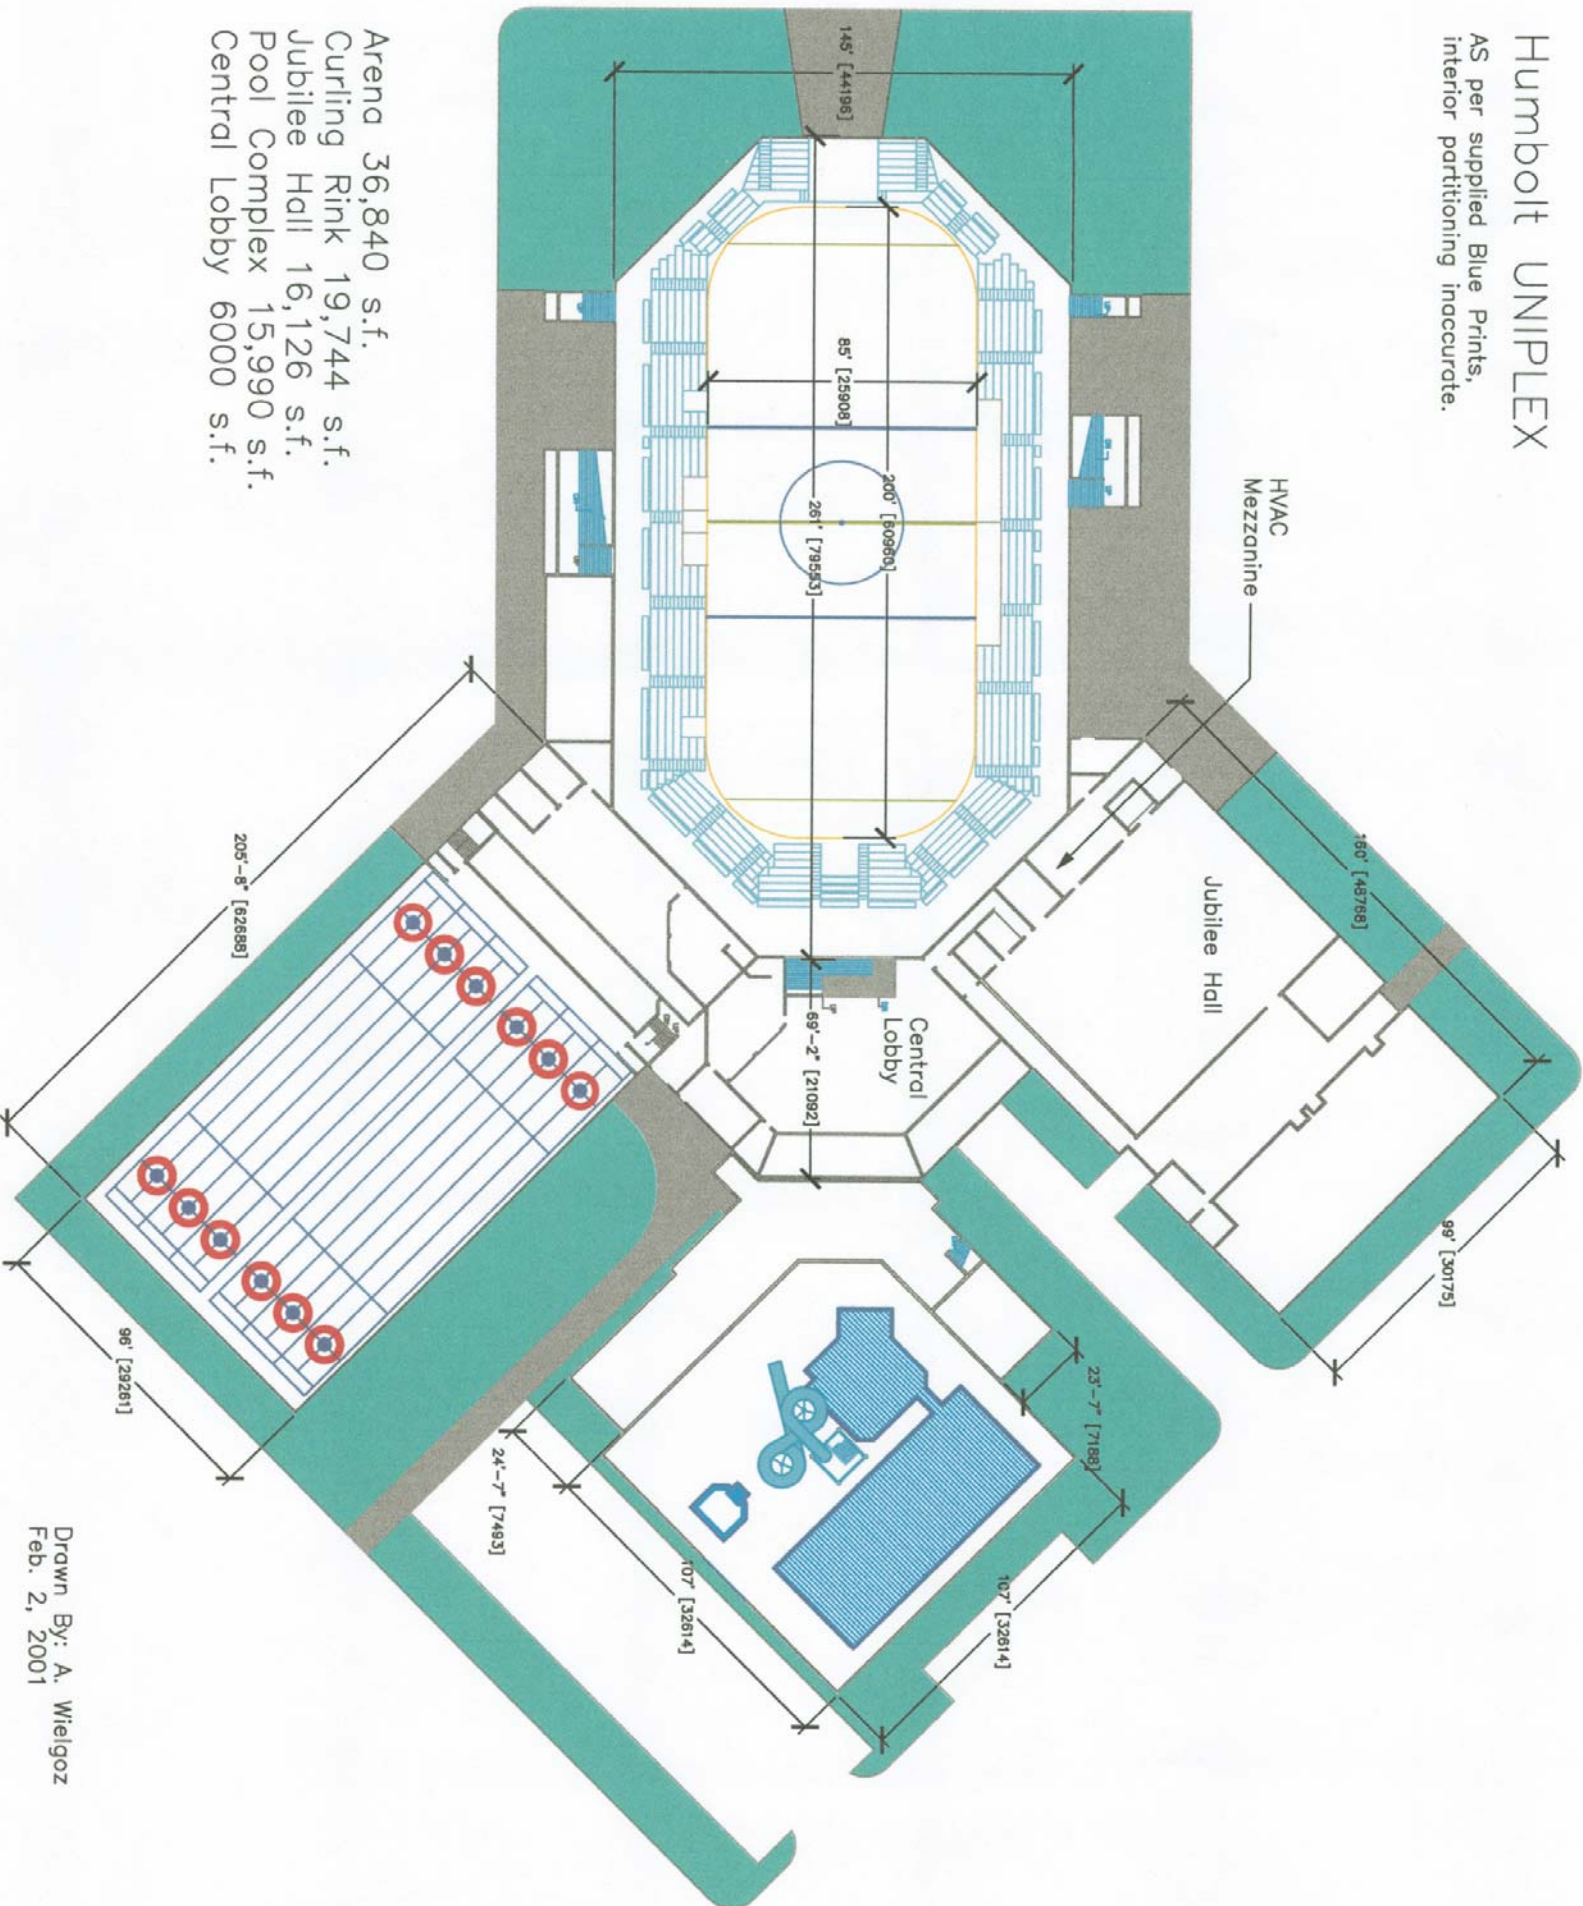 Humbolt UNIPLEX
AS per supplied Blue Prints,
interior partitioning inaccurate.
HVAC
Mezzanine
160' [48768]
Jubilee Hall
99' [30175]
145' [44196]
85' [25908]
200' [60960]
261' [79553]
Central
Lobby
69'-2" [21092]
23'-7" [7188]
107' [32614]
107' [32614]
24'-7" [7493]
205'-8" [62688]
96' [29261]
Arena 36,840 s.f.
Curling Rink 19,744 s.f.
Jubilee Hall 16,126 s.f.
Pool Complex 15,990 s.f.
Central Lobby 6000 s.f.
Drawn By: A. Wielgoz
Feb. 2, 2001